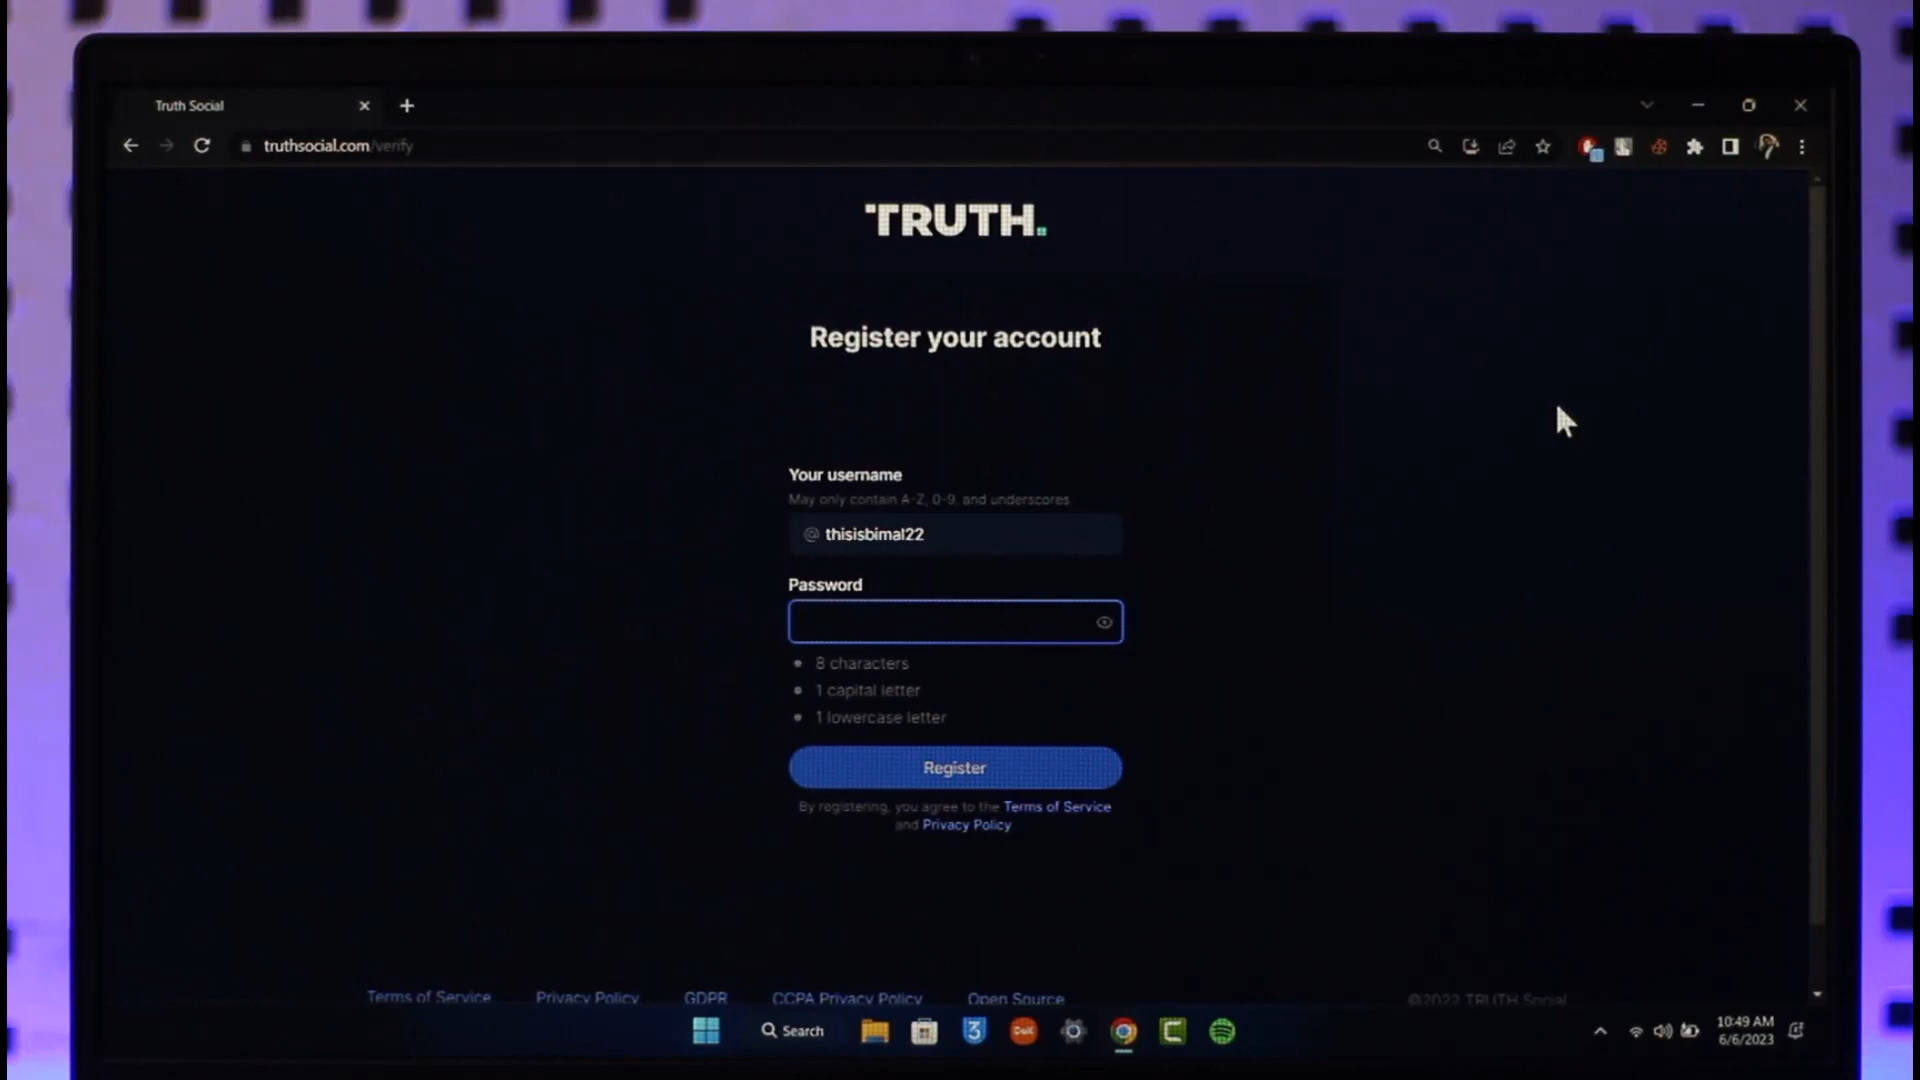 Truth Social
truthsocial.com/verify
TRUTH.
Register your account
Your username
May only contain A-Z, 0-9, and underscores
@ thisisbimal22
Password
8 characters
1 capital letter
1 lowercase letter
Register
By registering, you agree to the Terms of Service
and Privacy Policy
Terms of Service Privacy Policy GDPR CCPA Privacy Policy Open Source ©2022 TRUTH Social
Search
10:49 AM
6/6/2023